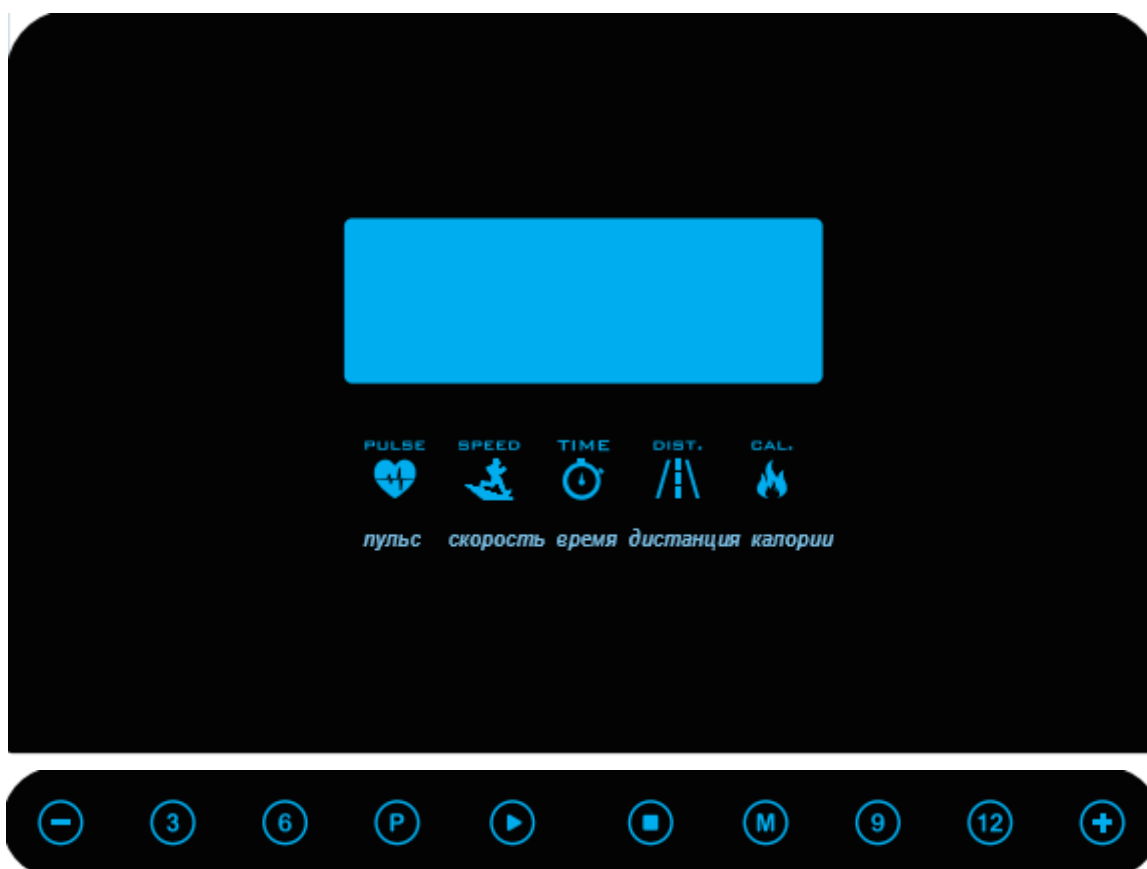 PULSE SPEED TIME DIST. CAL.
пульс скорость время дистанция калории
3 6 P M 9 12